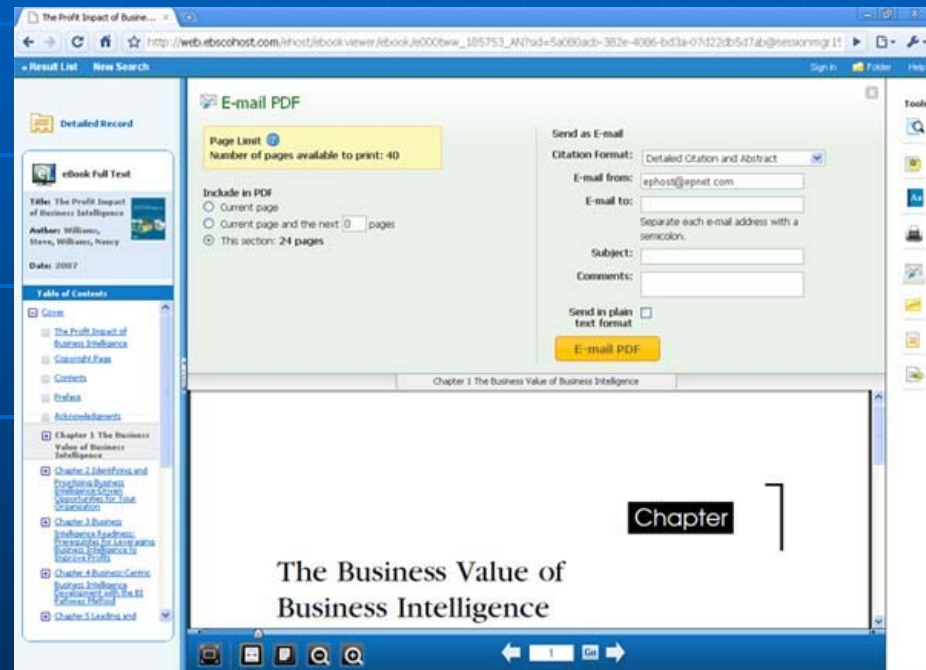 The Profit Impact of Busine...
http://web.ebscohost.com/ehost/ebookviewer/ebook/
« Result List New Search
Sign In Folder Help
Detailed Record
eBook Full Text
Title: The Profit Impact
of Business Intelligence
Author: Williams,
Steve, Williams, Nancy
Date: 2007
Table of Contents
Cover
The Profit Impact of
Business Intelligence
Copyright Page
Contents
Preface
Acknowledgments
Chapter 1 The Business
Value of Business
Intelligence
Chapter 2 Identifying and
Prioritizing Business
Intelligence-Driven
Opportunities for Your
Organization
Chapter 3 Business
Intelligence Readiness:
Prerequisites for Leveraging
Business Intelligence to
Improve Profits
Chapter 4 Business-Centric
Business Intelligence
Development with the BI
Pathway Method
Chapter 5 Leading and
E-mail PDF
Page Limit
Number of pages available to print: 40
Include in PDF
Current page
Current page and the next 0 pages
This section: 24 pages
Send as E-mail
Citation Format: Detailed Citation and Abstract
E-mail from: ephost@epnet.com
E-mail to:
Separate each e-mail address with a
semicolon.
Subject:
Comments:
Send in plain
text format
E-mail PDF
Chapter 1 The Business Value of Business Intelligence
Chapter
The Business Value of
Business Intelligence
1 Go
Tools